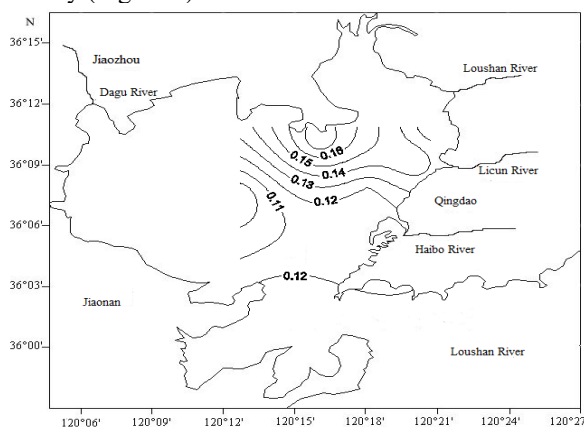 N
36°15'
Jiaozhou
Loushan River
Dagu River
36°12'
0.16
0.15
0.14
36°09'
Licun River
0.13
0.12
Qingdao
0.11
36°06'
Haibo River
36°03'
0.12
Jiaonan
36°00'
Loushan River
120°06' 120°09' 120°12' 120°15' 120°18' 120°21' 120°24' 120°27